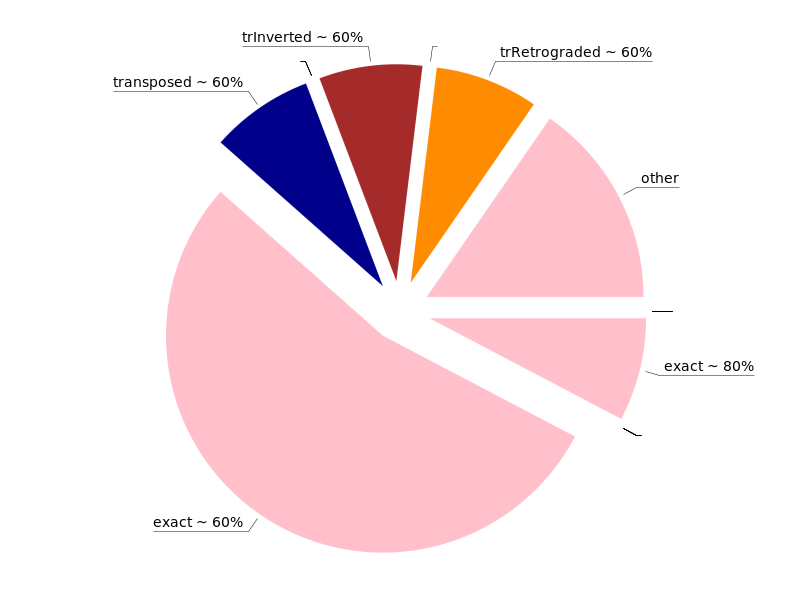 trInverted ~ 60%
trRetrograded ~ 60%
transposed ~ 60%
other
exact ~ 80%
exact ~ 60%